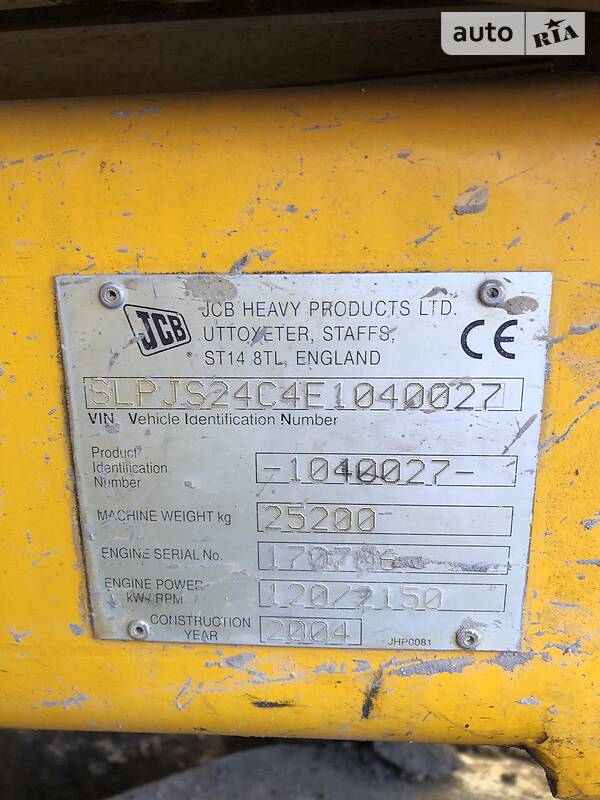 auto RIA
JCB
JCB HEAVY PRODUCTS LTD.
UTTOXETER, STAFFS,
ST14 8TL, ENGLAND
CE
SLPJS24C4E1040027
VIN Vehicle Identification Number
Product
Identification
Number
-1040027-
MACHINE WEIGHT kg
25200
ENGINE SERIAL No.
ENGINE POWER
kW / RPM
120/2150
CONSTRUCTION
YEAR
2004
JHP0081